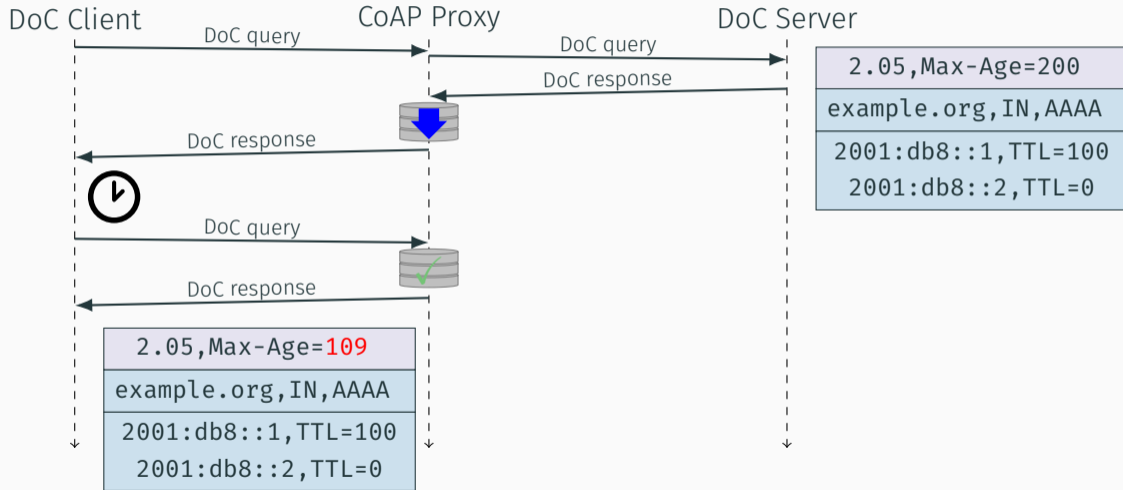 DoC Client
CoAP Proxy
DoC Server
DoC query
DoC query
DoC response
2.05,Max-Age=200
example.org,IN,AAAA
2001:db8::1,TTL=100
2001:db8::2,TTL=0
DoC response
DoC query
DoC response
2.05,Max-Age=109
example.org,IN,AAAA
2001:db8::1,TTL=100
2001:db8::2,TTL=0